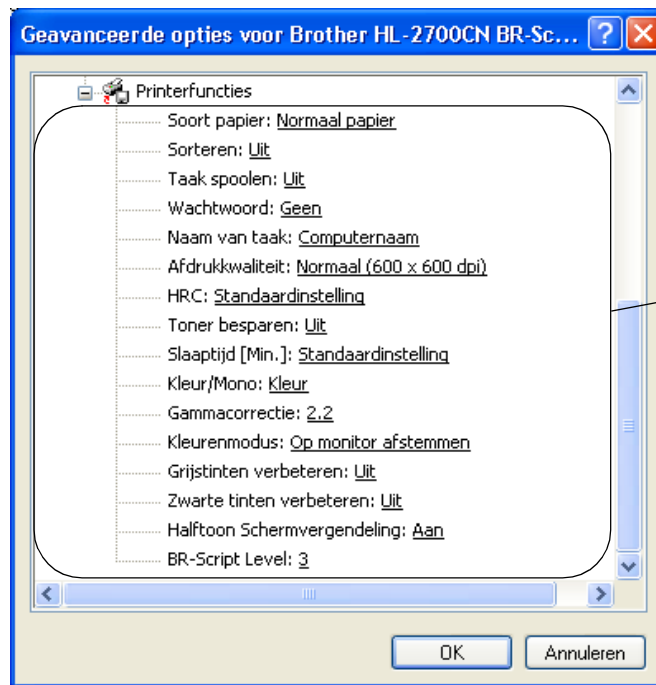 Geavanceerde opties voor Brother HL-2700CN BR-Sc...
Printerfuncties
Soort papier: Normaal papier
Sorteren: Uit
Taak spoolen: Uit
Wachtwoord: Geen
Naam van taak: Computernaam
Afdrukkwaliteit: Normaal (600 x 600 dpi)
HRC: Standaardinstelling
Toner besparen: Uit
Slaaptijd [Min.]: Standaardinstelling
Kleur/Mono: Kleur
Gammacorrectie: 2.2
Kleurenmodus: Op monitor afstemmen
Grijstinten verbeteren: Uit
Zwarte tinten verbeteren: Uit
Halftoon Schermvergendeling: Aan
BR-Script Level: 3
OK
Annuleren